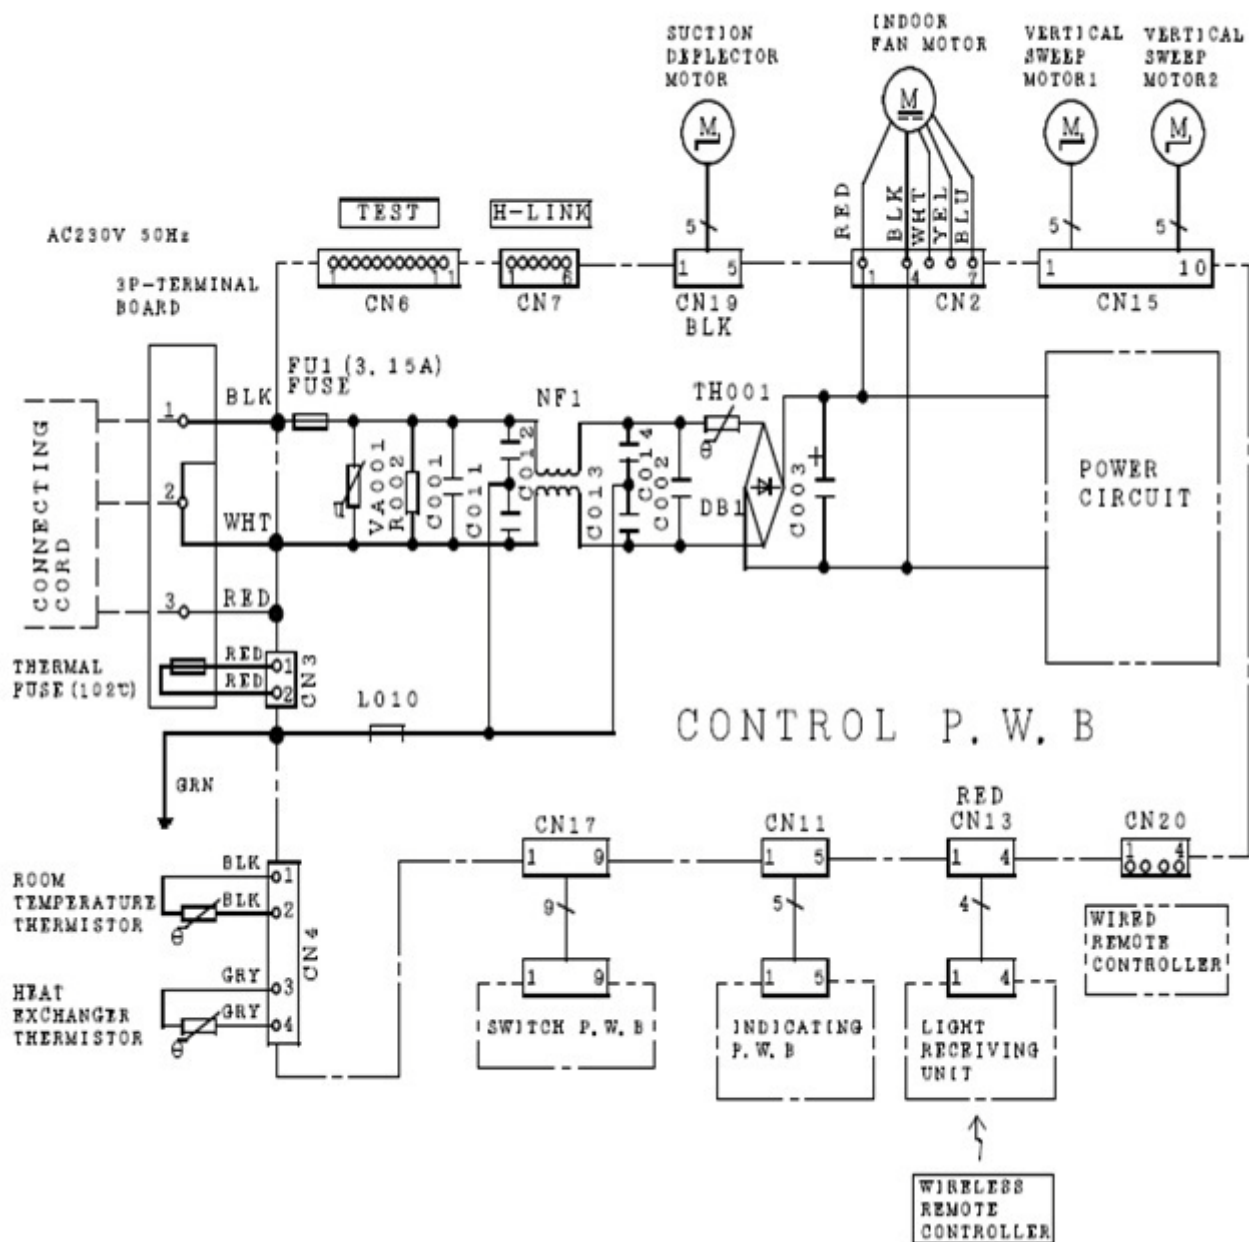 SUCTION
DEPLECTOR
MOTOR
INDOOR
FAN MOTOR
VERTICAL
SWEEP
MOTOR1
VERTICAL
SWEEP
MOTOR2
M
M
M
M
RED
BLK
WHT
YEL
BLU
TEST
H-LINK
5
5
5
AC230V 50Hz
1 11
1 6
1 5
1 4 7
1 10
CN6
CN7
CN19
BLK
CN2
CN15
3P-TERMINAL
BOARD
FU1 (3.15A)
FUSE
BLK
NF1
TH001
θ
1
CONNECTING
CORD
2
WHT
VA001
R002
C001
C011
C012
C013
C014
C002
DB1
C003
+
POWER
CIRCUIT
3
RED
THERMAL
FUSE (102℃)
RED
RED
1
2
CN3
L010
CONTROL P.W.B
GRN
RED
CN17
CN11
CN13
CN20
1 9
1 5
1 4
1 4
ROOM
TEMPERATURE
THERMISTOR
BLK
BLK
θ
1
2
CN4
9
5
4
HEAT
EXCHANGER
THERMISTOR
GRY
GRY
θ
3
4
1 9
1 5
1 4
SWITCH P.W.B
INDICATING
P.W.B
LIGHT
RECEIVING
UNIT
WIRED
REMOTE
CONTROLLER
WIRELESS
REMOTE
CONTROLLER